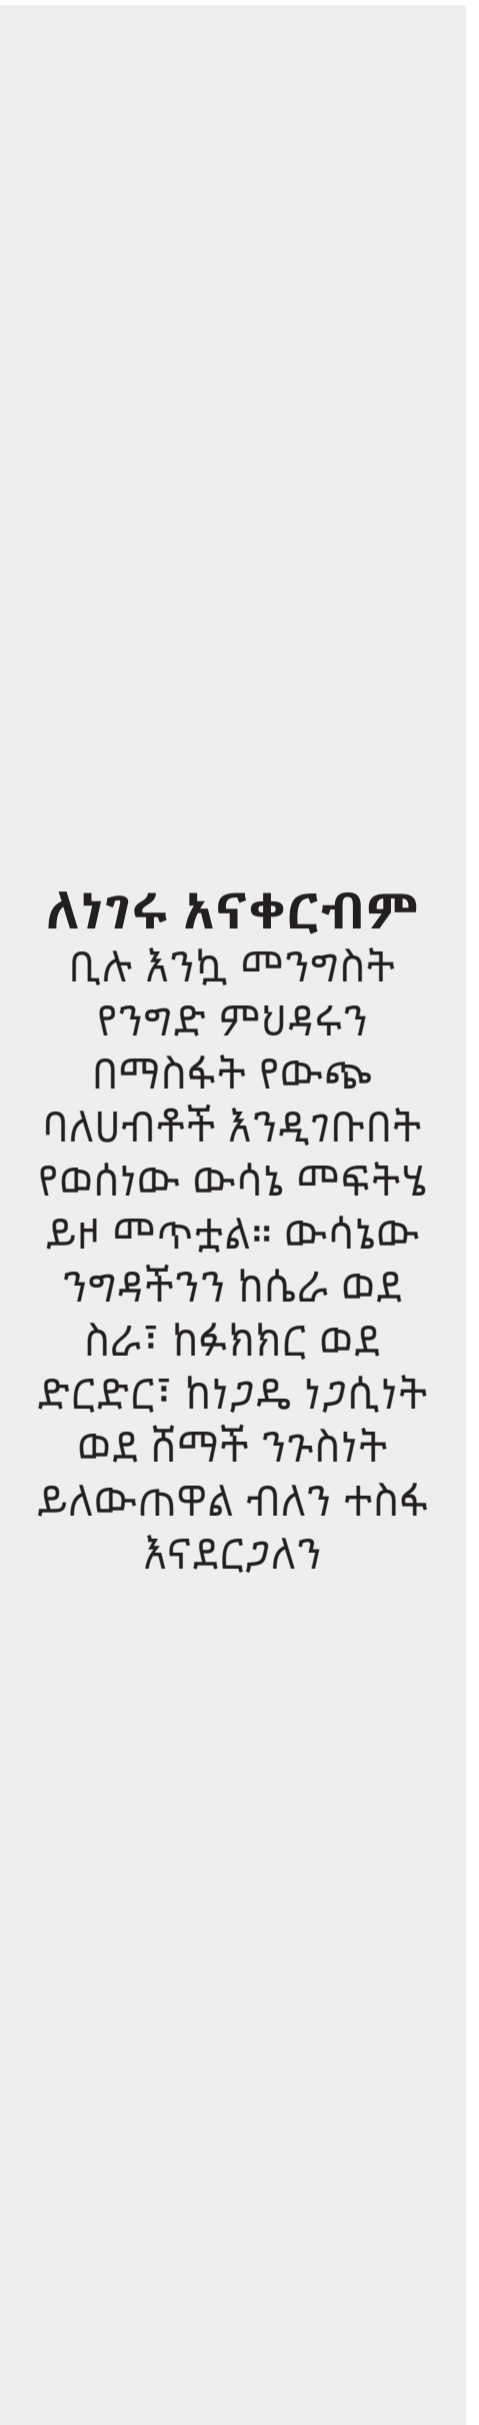 ለነገሩ አናቀርብም
ቢሉ እንኳ መንግስት
የንግድ ምህዳሩን
በማስፋት የውጭ
ባለሀብቶች እንዲገቡበት
የወሰነው ውሳኔ መፍትሄ
ይዞ መጥቷል። ውሳኔው
ንግዳችንን ከሴራ ወደ
ስራ፣ ከፉክክር ወደ
ድርድር፣ ከነጋዴ ነጋሲነት
ወደ ሸማች ንጉስነት
ይለውጠዋል ብለን ተስፋ
እናደርጋለን